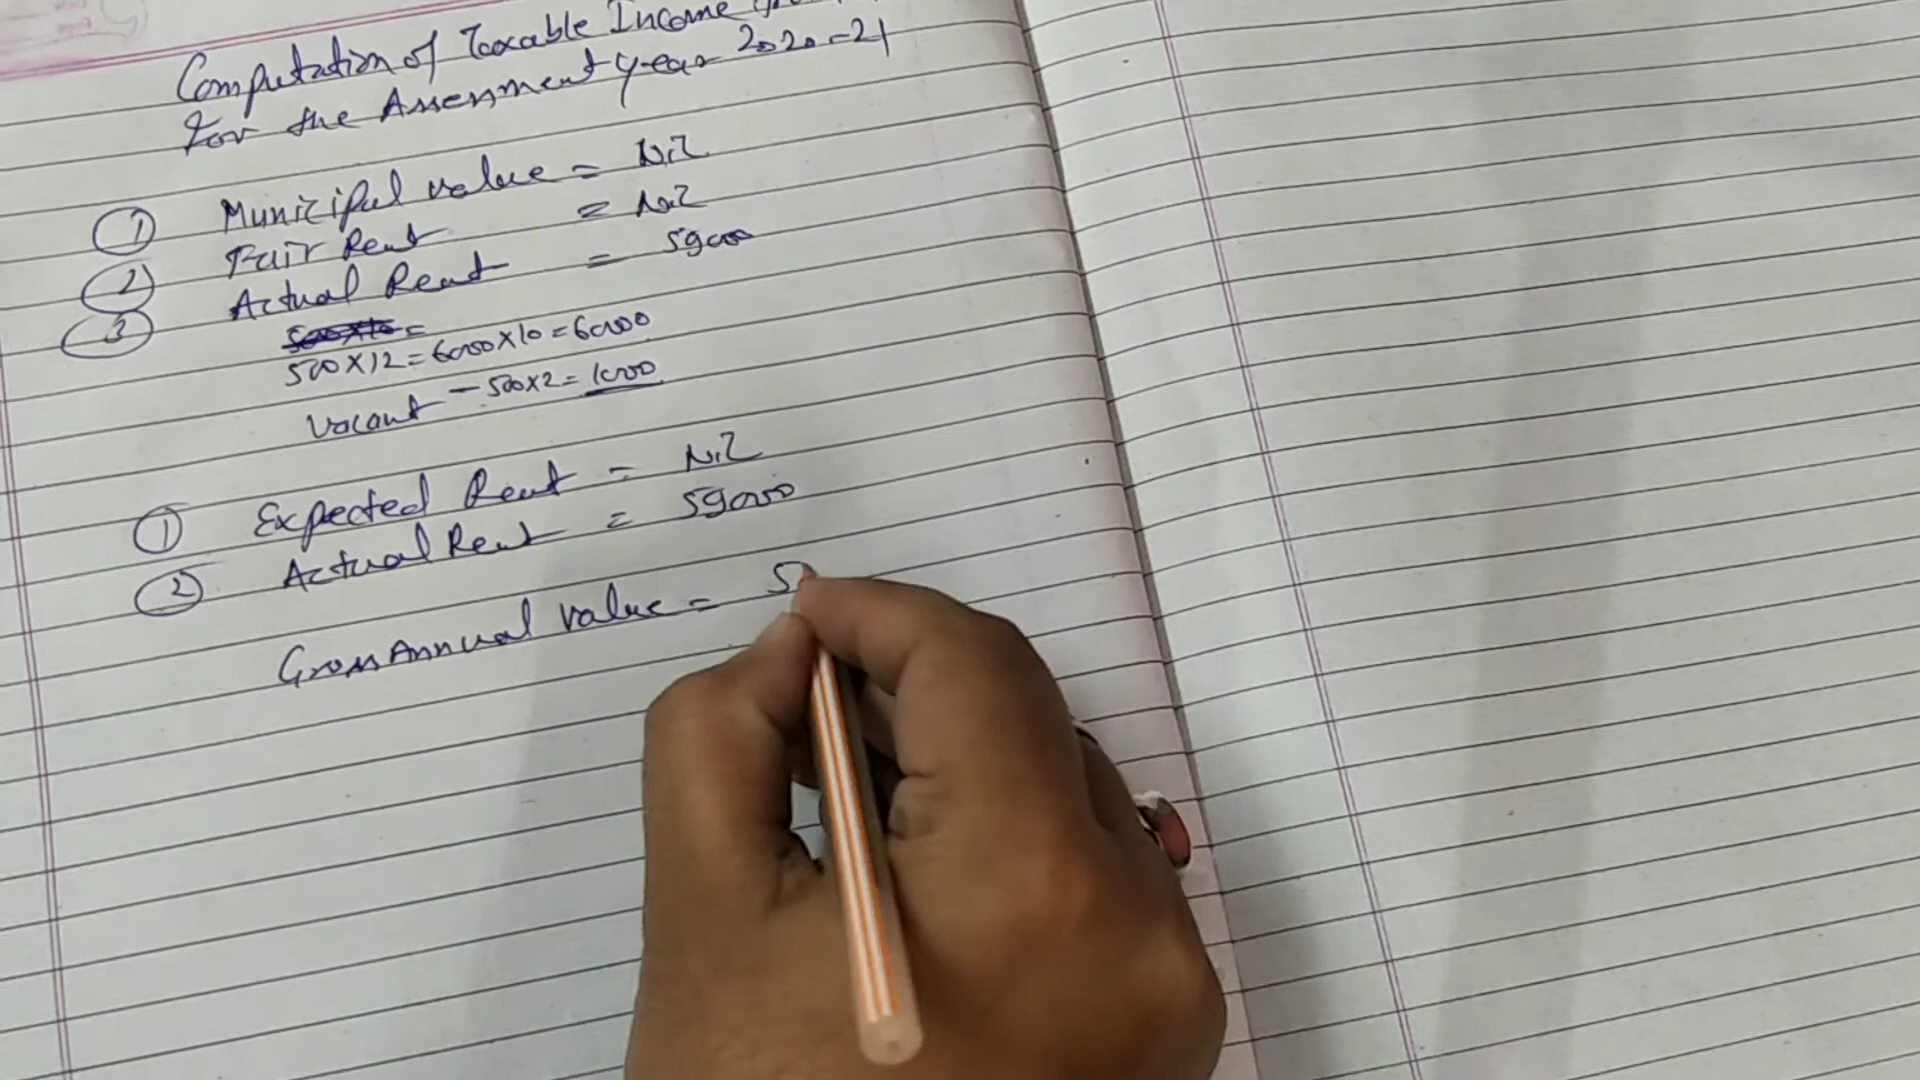 Computation of Taxable Income
For the Assessment year 2020-21
① Municipal value = Nil
② Fair Rent = Nil
③ Actual Rent = 59000
500×10 =
500×12=6000×10=60000
Vacant - 500×2=1000
① Expected Rent = Nil
② Actual Rent = 59000
Gross Annual value = 5